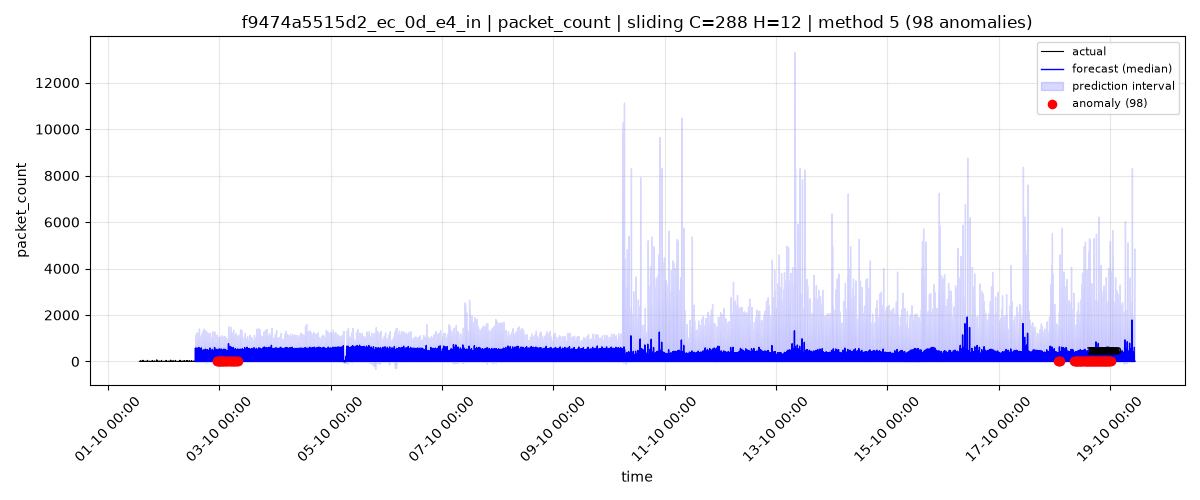 f9474a5515d2_ec_0d_e4_in | packet_count | sliding C=288 H=12 | method 5 (98 anomalies)
actual
forecast (median)
prediction interval
anomaly (98)
packet_count
12000
10000
8000
6000
4000
2000
0
01-10 00:00
03-10 00:00
05-10 00:00
07-10 00:00
09-10 00:00
11-10 00:00
13-10 00:00
15-10 00:00
17-10 00:00
19-10 00:00
time